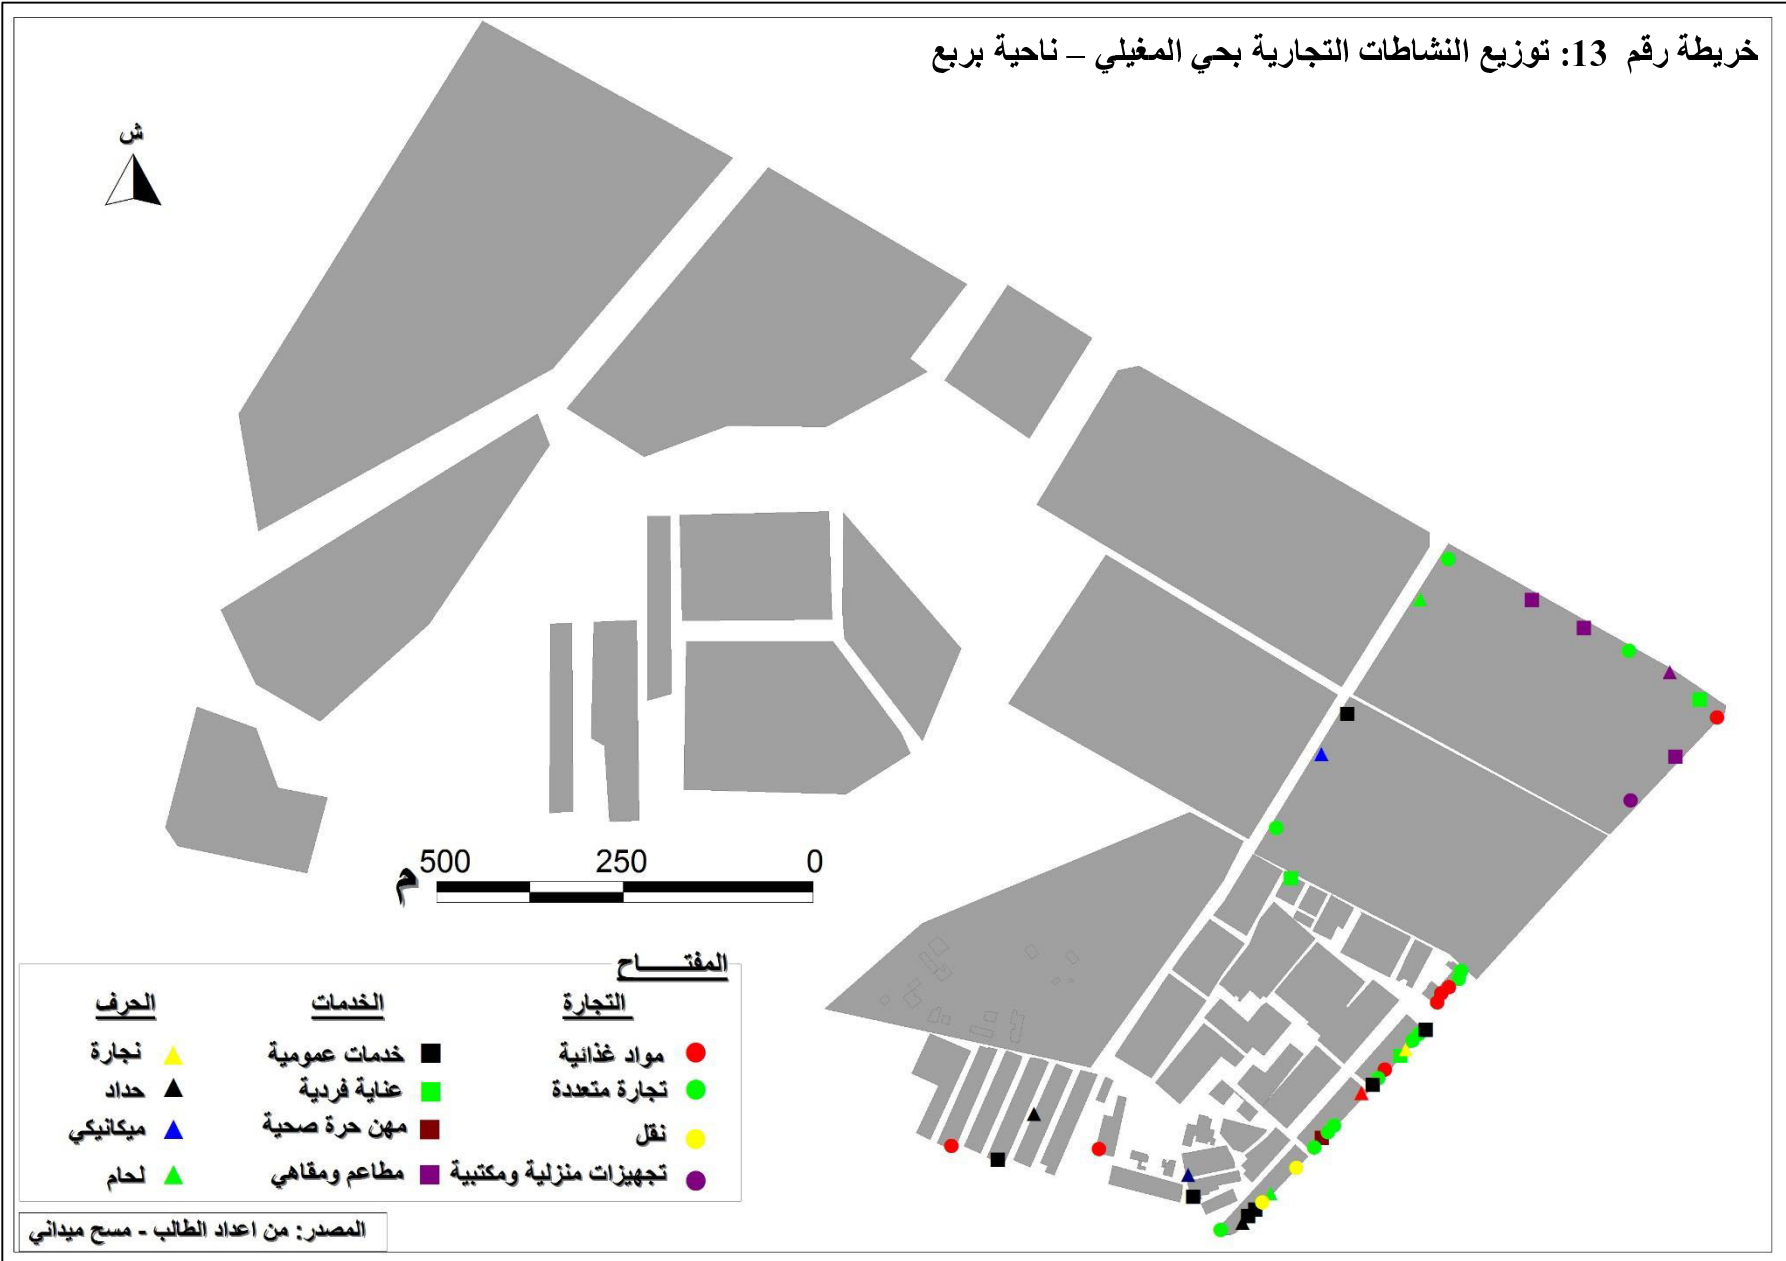 خريطة رقم 13: توزيع النشاطات التجارية بحي المغيلي – ناحية بربع
ش
500 250 0
م
المفتــــــاح
التجارة
مواد غذائية
تجارة متعددة
نقل
تجهيزات منزلية ومكتبية
الخدمات
خدمات عمومية
عناية فردية
مهن حرة صحية
مطاعم ومقاهي
الحرف
نجارة
حداد
ميكانيكي
لحام
المصدر: من اعداد الطالب - مسح ميداني